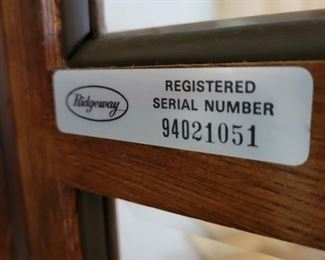 Ridgeway
REGISTERED
SERIAL NUMBER
94021051